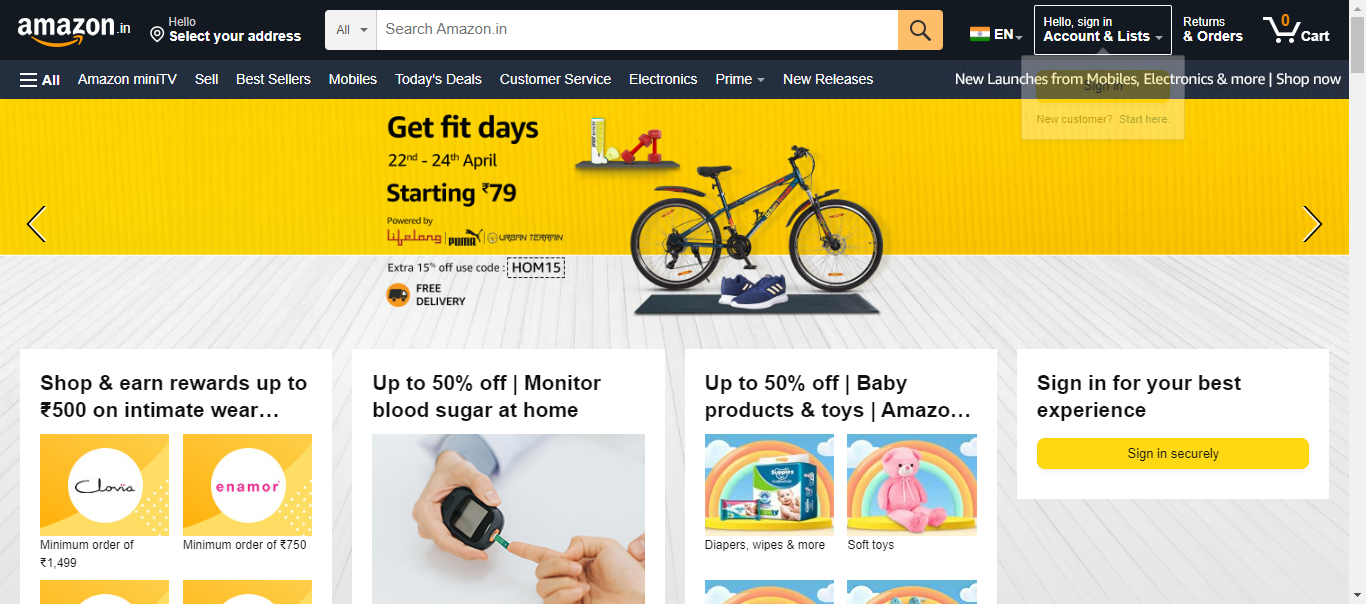 amazon.in
Hello
Select your address
All
Search Amazon.in
EN
Hello, sign in
Account & Lists
Returns
& Orders
0
Cart
All
Amazon miniTV
Sell
Best Sellers
Mobiles
Today's Deals
Customer Service
Electronics
Prime
New Releases
New Launches from Mobiles, Electronics & more | Shop now
Sign in
New customer? Start here.
Get fit days
22nd - 24th April
Starting ₹79
Powered by
lifelong | PUMA | URBAN TERRAIN
Extra 15% off use code : HOM15
FREE
DELIVERY
Shop & earn rewards up to
₹500 on intimate wear…
Clovia
enamor
Minimum order of
₹1,499
Minimum order of ₹750
Up to 50% off | Monitor
blood sugar at home
Up to 50% off | Baby
products & toys | Amazo…
Diapers, wipes & more
Soft toys
Sign in for your best
experience
Sign in securely